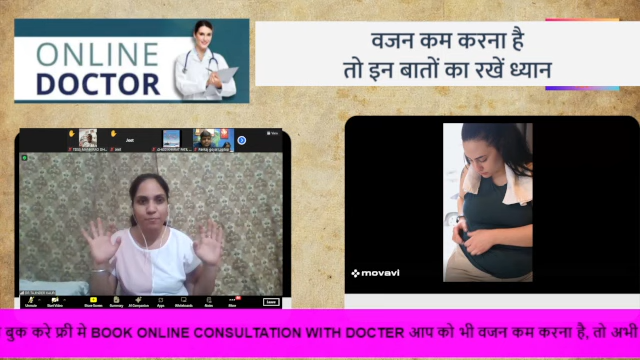 ONLINE
DOCTOR
वजन कम करना है
तो इन बातों का रखें ध्यान
movavi
Leave
बुक करे फ्री मे BOOK ONLINE CONSULTATION WITH DOCTER आप को भी वजन कम करना है, तो अभी